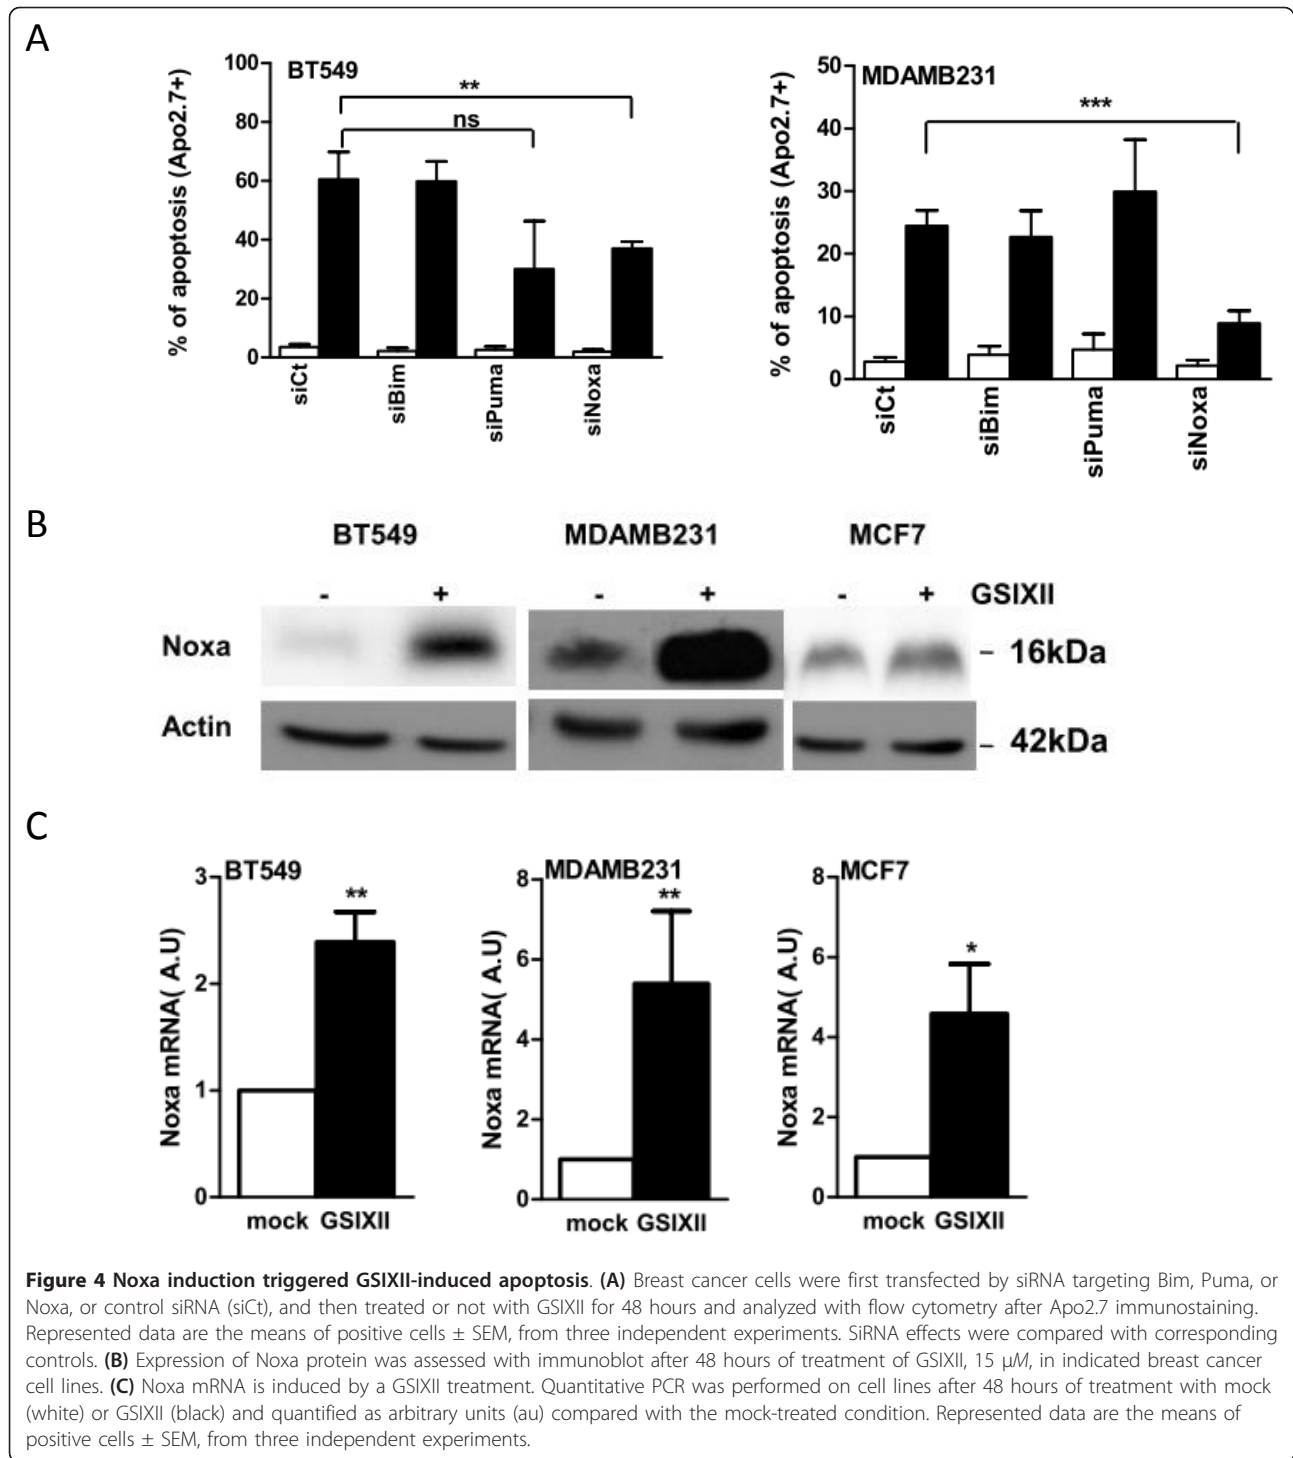 A
BT549
% of apoptosis (Apo2.7+)
100
80
60
40
20
0
**
ns
siCt
siBim
siPuma
siNoxa
MDAMB231
% of apoptosis (Apo2.7+)
50
40
30
20
10
0
***
siCt
siBim
siPuma
siNoxa
B
BT549 MDAMB231 MCF7
- + - + - + GSIXII
Noxa - 16kDa
Actin - 42kDa
C
BT549
Noxa mRNA( A.U)
3
2
1
0
**
mock GSIXII
MDAMB231
Noxa mRNA( A.U)
8
6
4
2
0
**
mock GSIXII
MCF7
Noxa mRNA( A.U)
8
6
4
2
0
*
mock GSIXII
Figure 4 Noxa induction triggered GSIXII-induced apoptosis. (A) Breast cancer cells were first transfected by siRNA targeting Bim, Puma, or
Noxa, or control siRNA (siCt), and then treated or not with GSIXII for 48 hours and analyzed with flow cytometry after Apo2.7 immunostaining.
Represented data are the means of positive cells ± SEM, from three independent experiments. SiRNA effects were compared with corresponding
controls. (B) Expression of Noxa protein was assessed with immunoblot after 48 hours of treatment of GSIXII, 15 μM, in indicated breast cancer
cell lines. (C) Noxa mRNA is induced by a GSIXII treatment. Quantitative PCR was performed on cell lines after 48 hours of treatment with mock
(white) or GSIXII (black) and quantified as arbitrary units (au) compared with the mock-treated condition. Represented data are the means of
positive cells ± SEM, from three independent experiments.